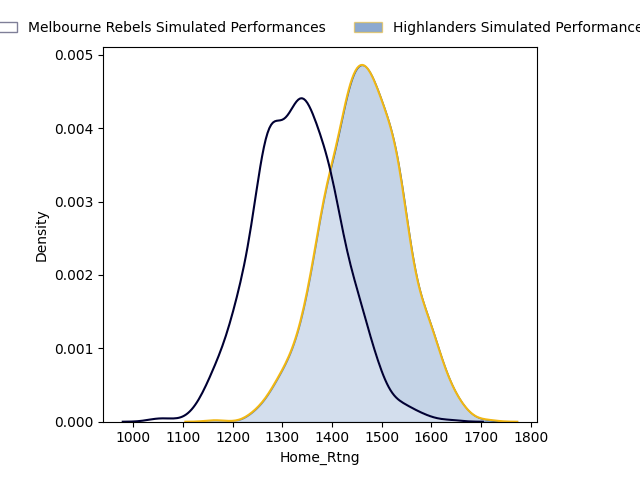 Melbourne Rebels Simulated Performances Highlanders Simulated Performance
0.005
0.004
0.003
0.002
0.001
0.000
Density
1000 1100 1200 1300 1400 1500 1600 1700 1800
Home_Rtng